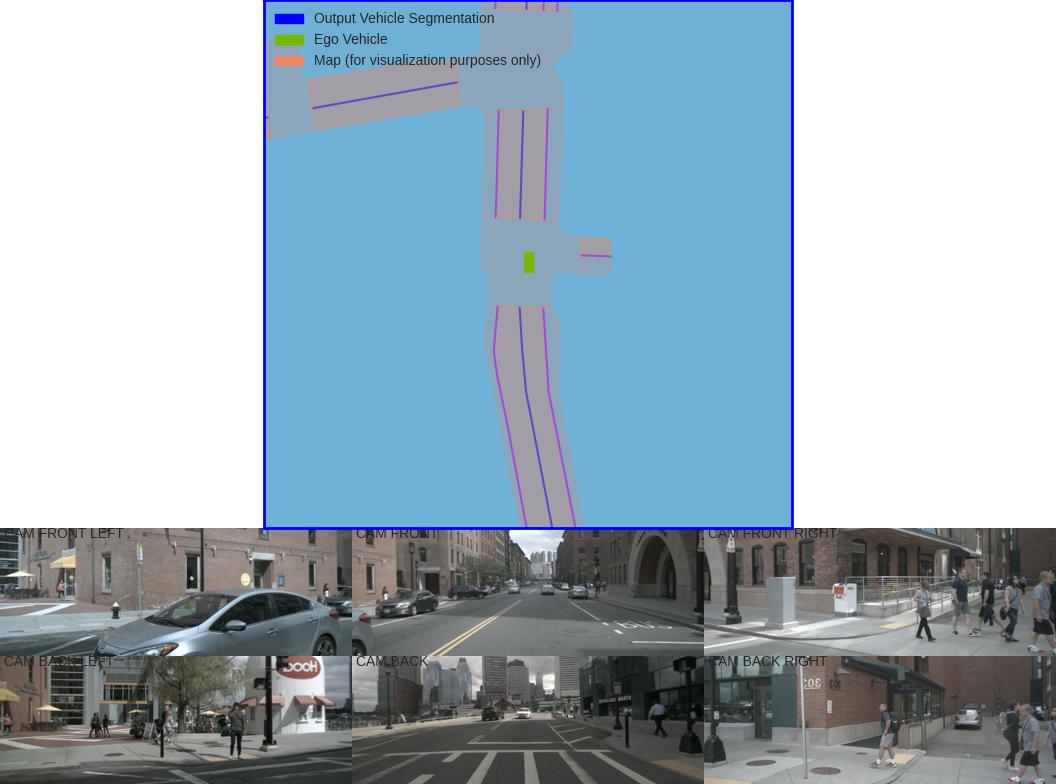 Output Vehicle Segmentation
Ego Vehicle
Map (for visualization purposes only)
CAM FRONT LEFT
CAM FRONT
CAM FRONT RIGHT
CAM BACK LEFT
CAM BACK
CAM BACK RIGHT